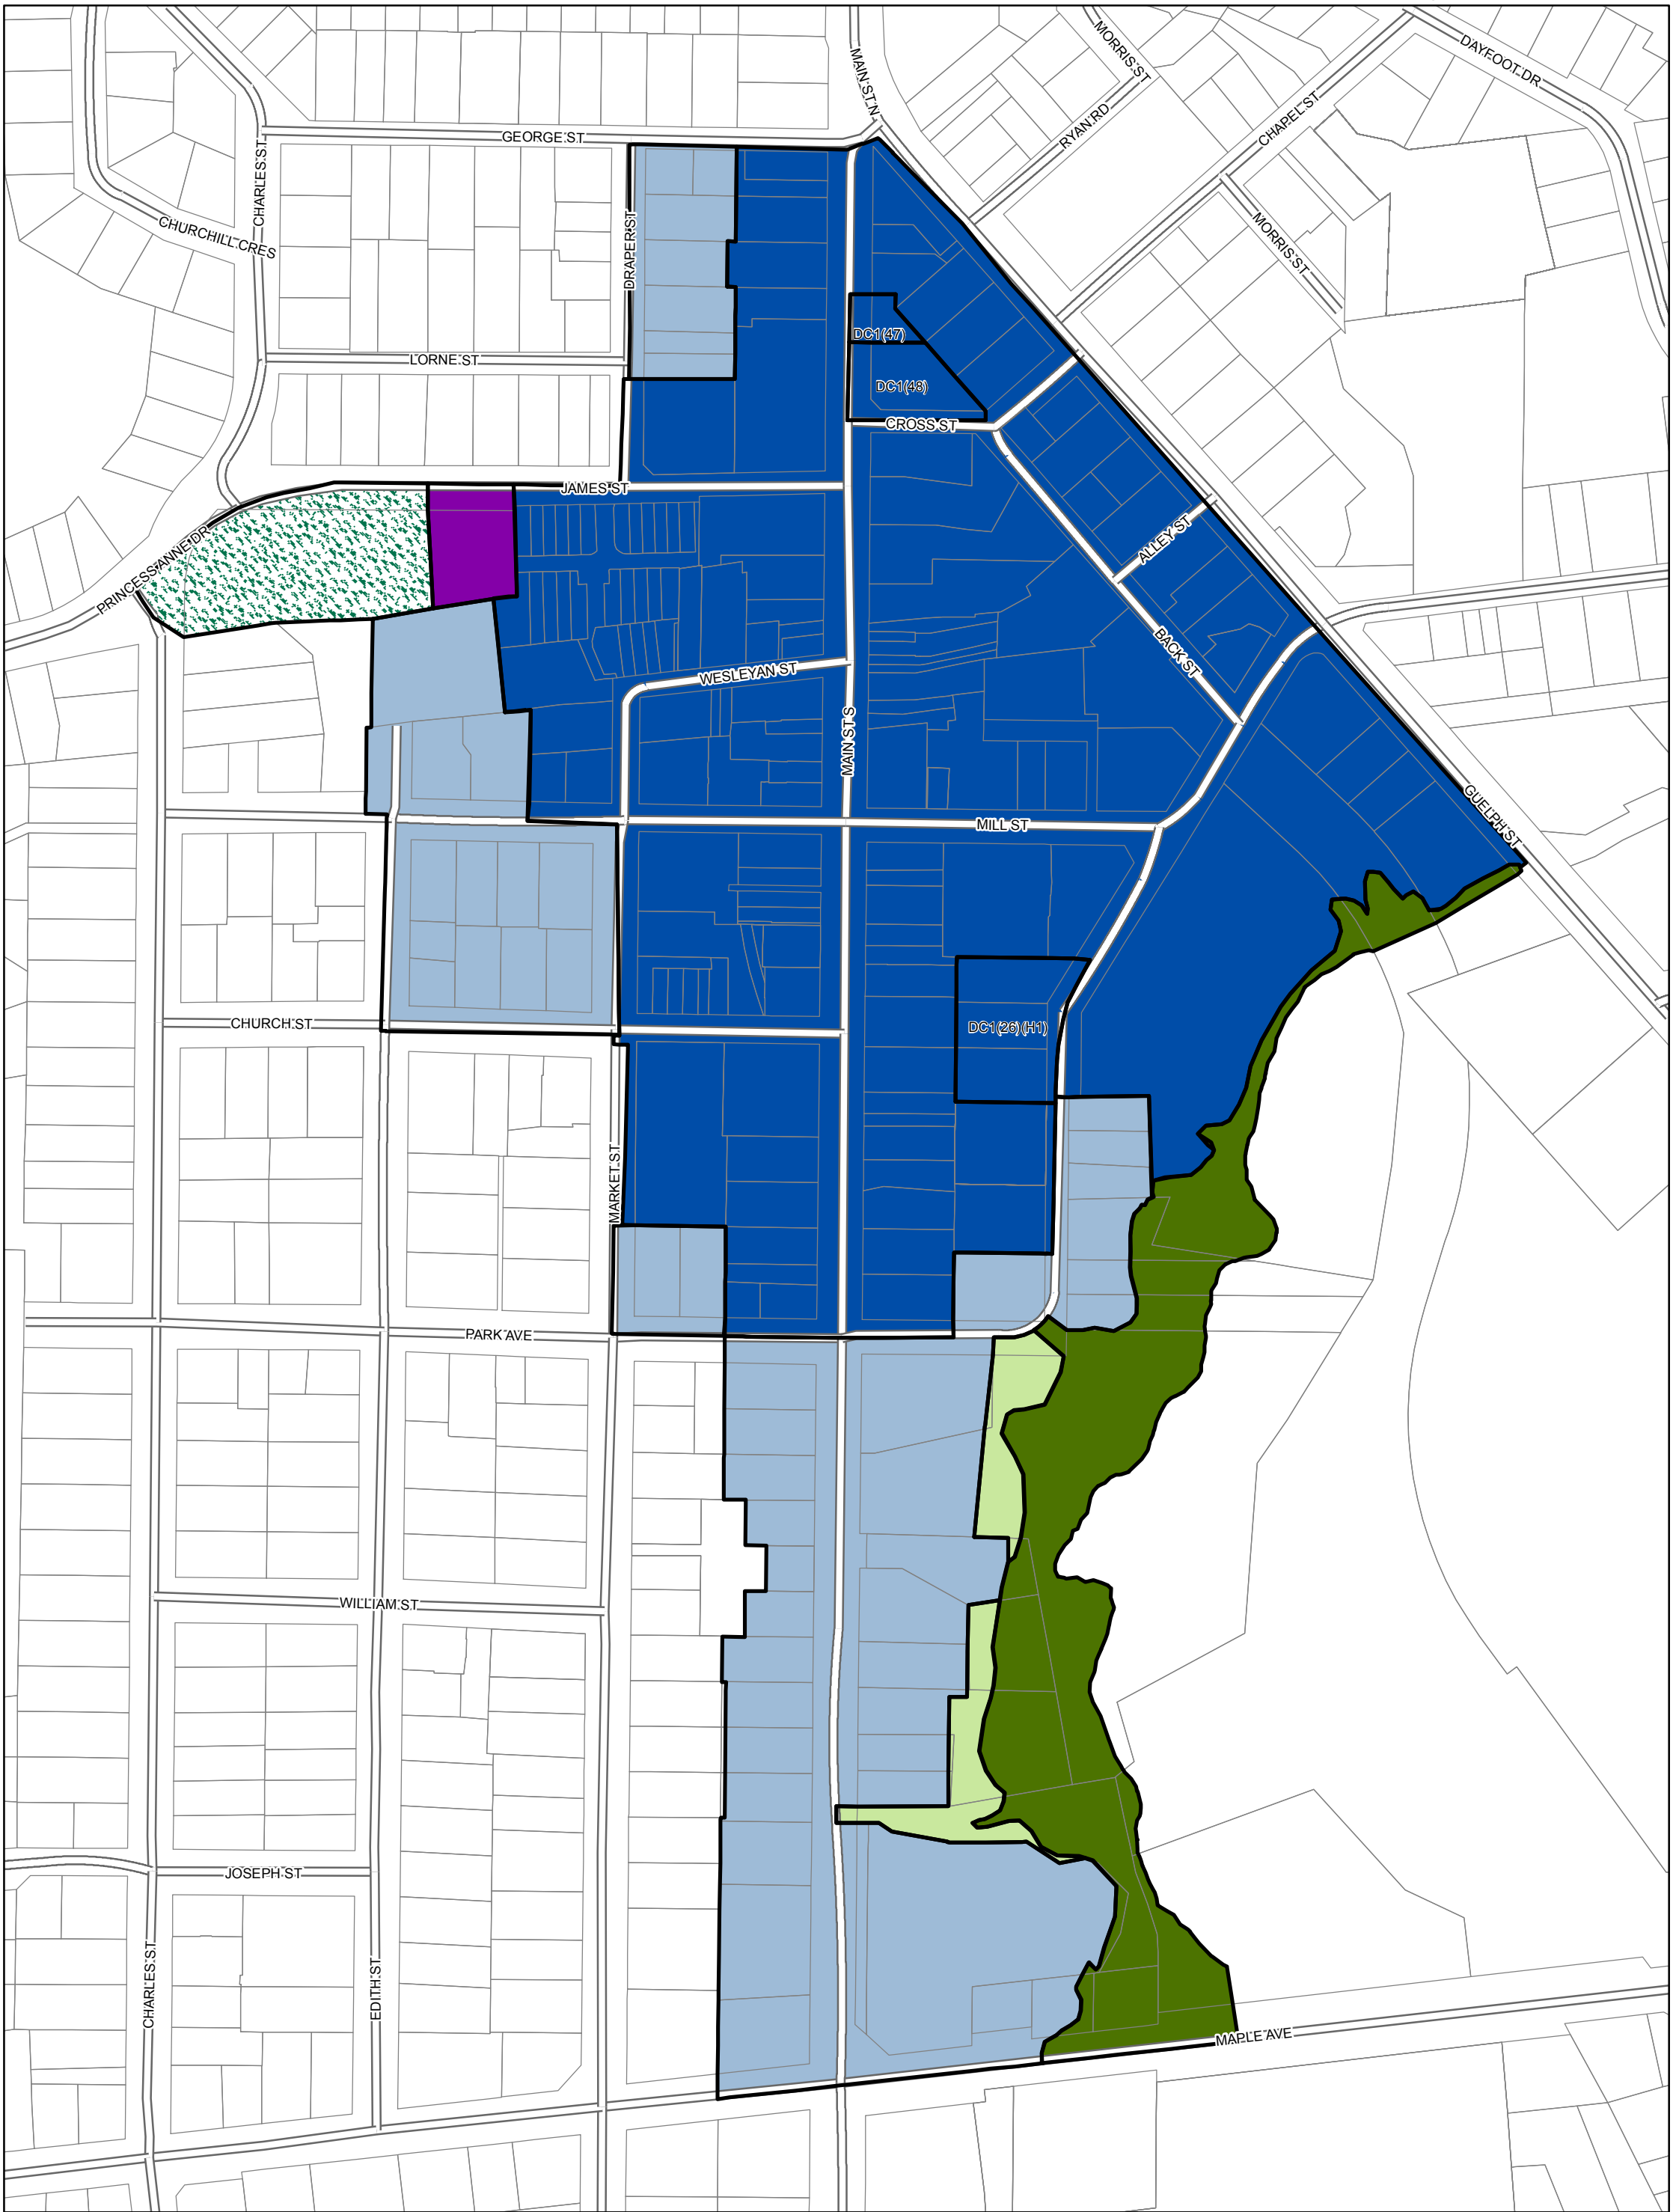 MORRIS ST
DAYFOOT DR
MAIN ST N
RYAN RD
CHAPEL ST
GEORGE ST
CHARLES ST
CHURCHILL CRES
DRAPER ST
MORRIS ST
DC1(47)
LORNE ST
DC1(48)
CROSS ST
JAMES ST
PRINCESS ANNE DR
ALLEY ST
BACK ST
WESLEYAN ST
MAIN ST S
GUELPH ST
MILL ST
CHURCH ST
DC1(26)(H1)
MARKET ST
PARK AVE
WILLIAM ST
JOSEPH ST
CHARLES ST
EDITH ST
MAPLE AVE